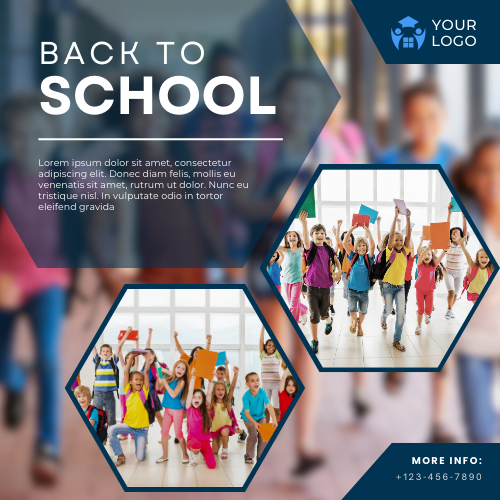 BACK TO
SCHOOL
Lorem ipsum dolor sit amet, consectetur
adipiscing elit. Donec diam felis, mollis eu
venenatis sit amet, rutrum ut dolor. Nunc eu
tristique nisl. In vulputate odio in tortor
eleifend gravida
YOUR
LOGO
MORE INFO:
+123-456-7890